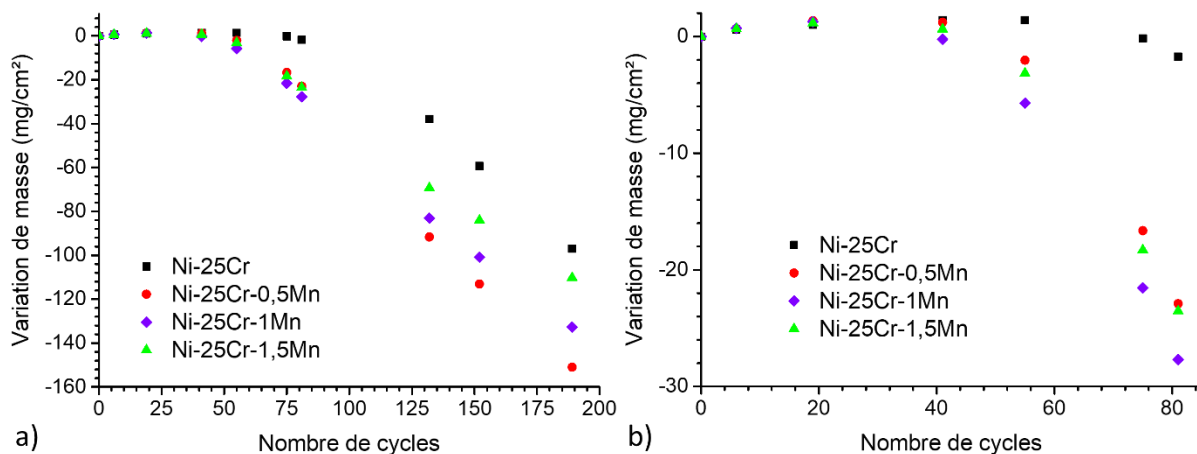 Variation de masse (mg/cm²)
0
-20
-40
-60
-80
-100
-120
-140
-160
Ni-25Cr
Ni-25Cr-0,5Mn
Ni-25Cr-1Mn
Ni-25Cr-1,5Mn
0 25 50 75 100 125 150 175 200
Nombre de cycles
a)
Variation de masse (mg/cm²)
0
-10
-20
-30
Ni-25Cr
Ni-25Cr-0,5Mn
Ni-25Cr-1Mn
Ni-25Cr-1,5Mn
0 20 40 60 80
Nombre de cycles
b)